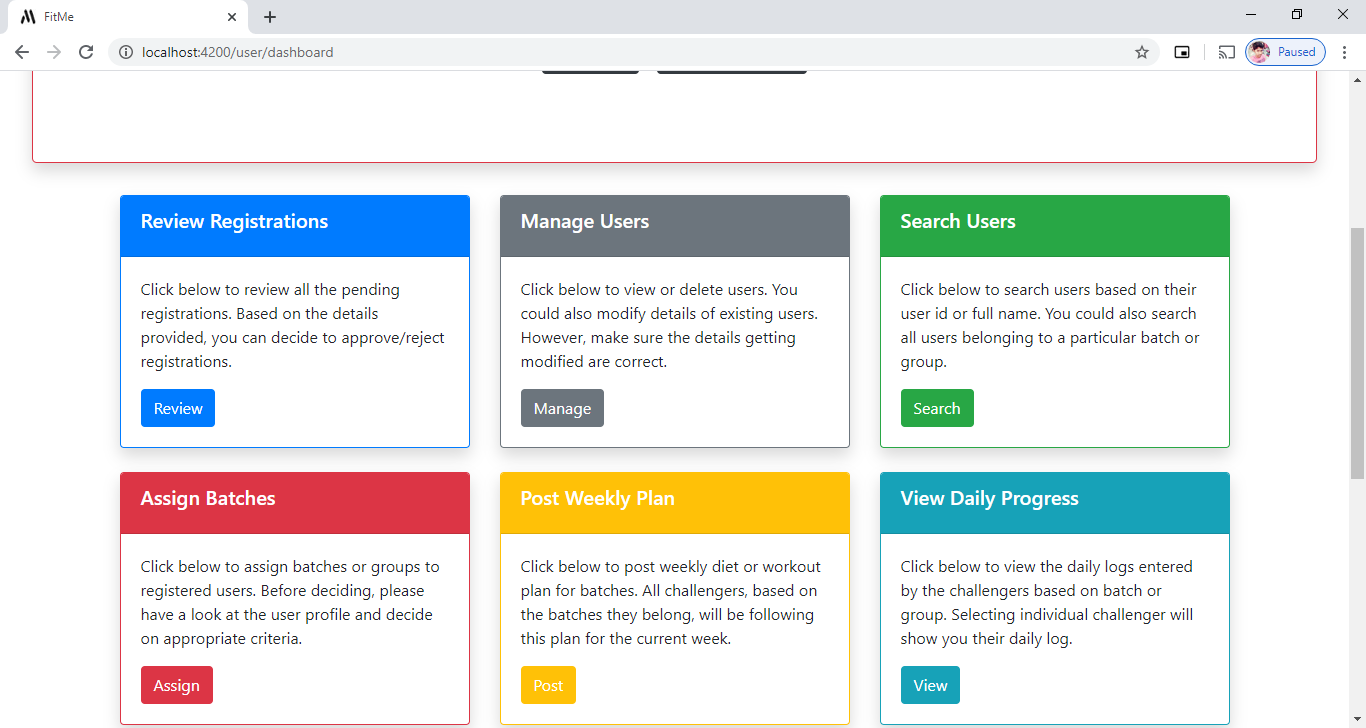 FitMe
localhost:4200/user/dashboard
Paused
Review Registrations
Click below to review all the pending
registrations. Based on the details
provided, you can decide to approve/reject
registrations.
Review
Manage Users
Click below to view or delete users. You
could also modify details of existing users.
However, make sure the details getting
modified are correct.
Manage
Search Users
Click below to search users based on their
user id or full name. You could also search
all users belonging to a particular batch or
group.
Search
Assign Batches
Click below to assign batches or groups to
registered users. Before deciding, please
have a look at the user profile and decide
on appropriate criteria.
Assign
Post Weekly Plan
Click below to post weekly diet or workout
plan for batches. All challengers, based on
the batches they belong, will be following
this plan for the current week.
Post
View Daily Progress
Click below to view the daily logs entered
by the challengers based on batch or
group. Selecting individual challenger will
show you their daily log.
View